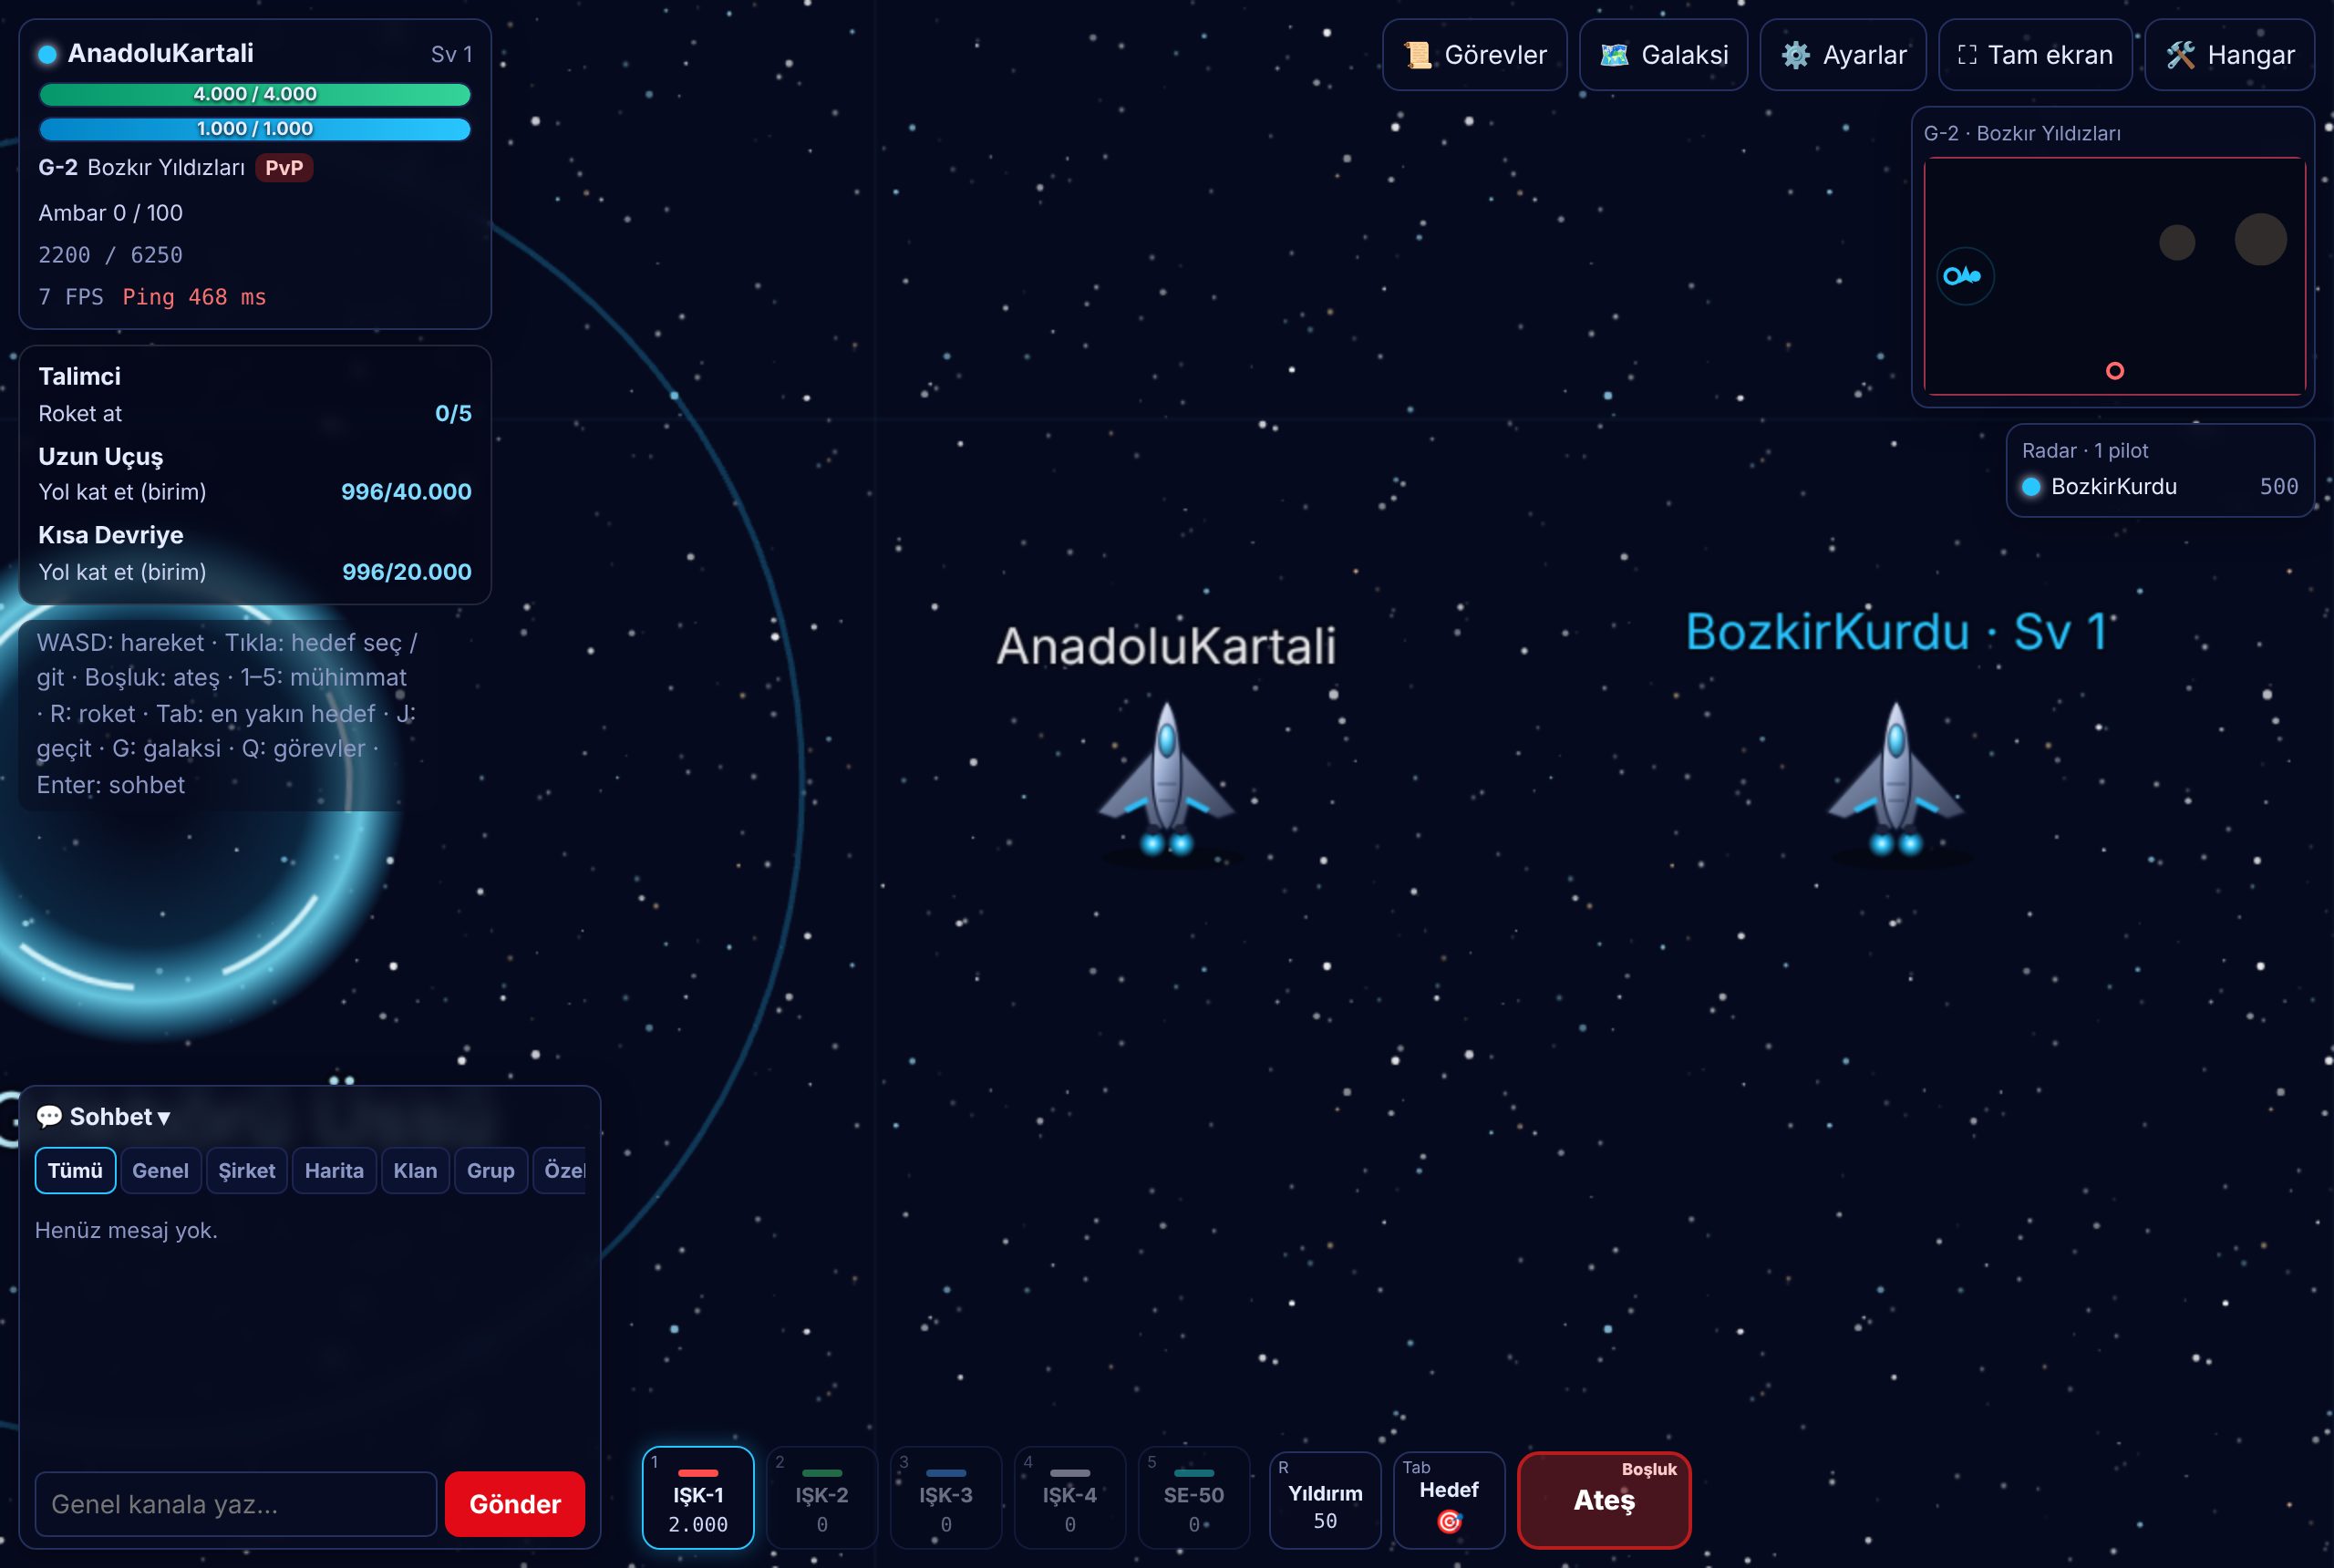 AnadoluKartali Sv 1
4.000 / 4.000
1.000 / 1.000
G-2 Bozkır Yıldızları PvP
Ambar 0 / 100
2200 / 6250
7 FPS Ping 468 ms
Talimci
Roket at 0/5
Uzun Uçuş
Yol kat et (birim) 996/40.000
Kısa Devriye
Yol kat et (birim) 996/20.000
WASD: hareket · Tıkla: hedef seç /
git · Boşluk: ateş · 1–5: mühimmat
· R: roket · Tab: en yakın hedef · J:
geçit · G: galaksi · Q: görevler ·
Enter: sohbet
Görevler
Galaksi
Ayarlar
Tam ekran
Hangar
G-2 · Bozkır Yıldızları
Radar · 1 pilot
BozkirKurdu 500
AnadoluKartali
BozkirKurdu · Sv 1
Sohbet ▾
Tümü Genel Şirket Harita Klan Grup Özel
Henüz mesaj yok.
Genel kanala yaz...
Gönder
1
IŞK-1
2.000
2
IŞK-2
0
3
IŞK-3
0
4
IŞK-4
0
5
SE-50
0
R
Yıldırım
50
Tab
Hedef
Boşluk
Ateş